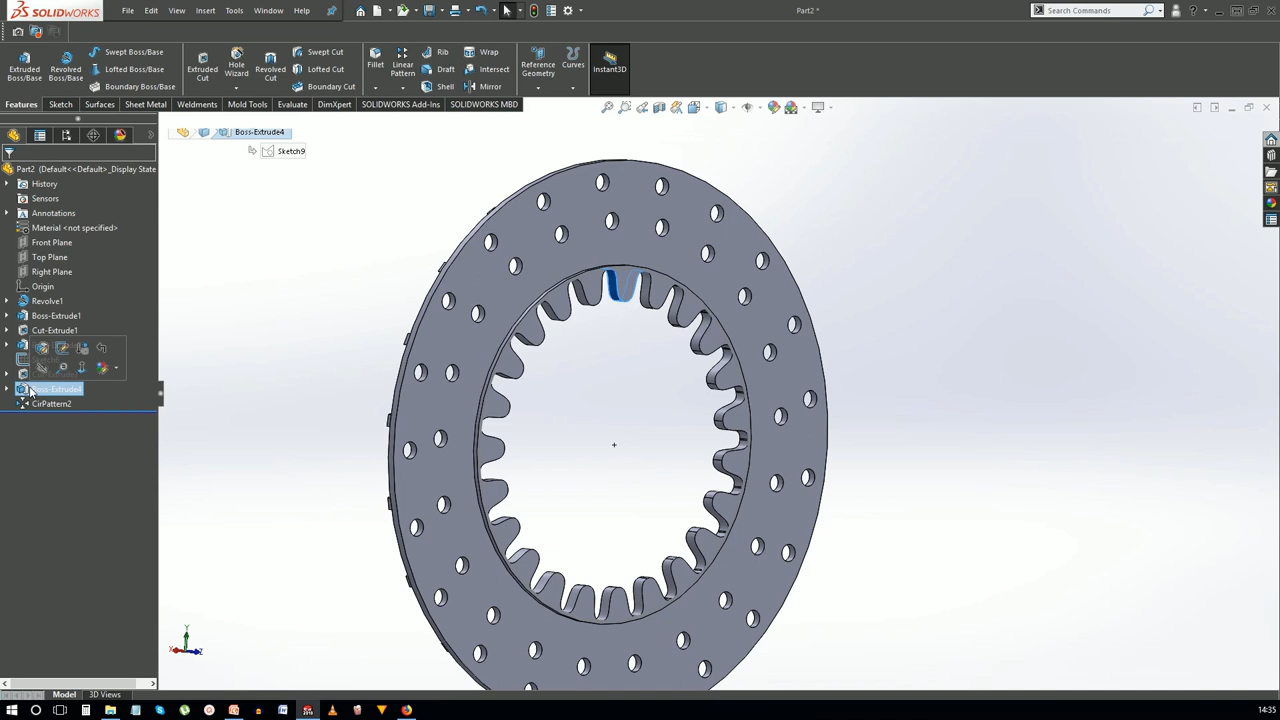 SOLIDWORKS File Edit View Insert Tools Window Help Part2 * Search Commands
Extruded Boss/Base Revolved Boss/Base Swept Boss/Base Lofted Boss/Base Boundary Boss/Base Extruded Cut Hole Wizard Revolved Cut Swept Cut Lofted Cut Boundary Cut Fillet Linear Pattern Rib Draft Shell Wrap Intersect Mirror Reference Geometry Curves Instant3D
Features Sketch Surfaces Sheet Metal Weldments Mold Tools Evaluate DimXpert SOLIDWORKS Add-Ins SOLIDWORKS MBD
Boss-Extrude4
Sketch9
Part2 (Default<<Default>_Display State
History
Sensors
Annotations
Material <not specified>
Front Plane
Top Plane
Right Plane
Origin
Revolve1
Boss-Extrude1
Cut-Extrude1
Boss-Extrude4
CirPattern2
Y
X
Z
Model 3D Views
14:35